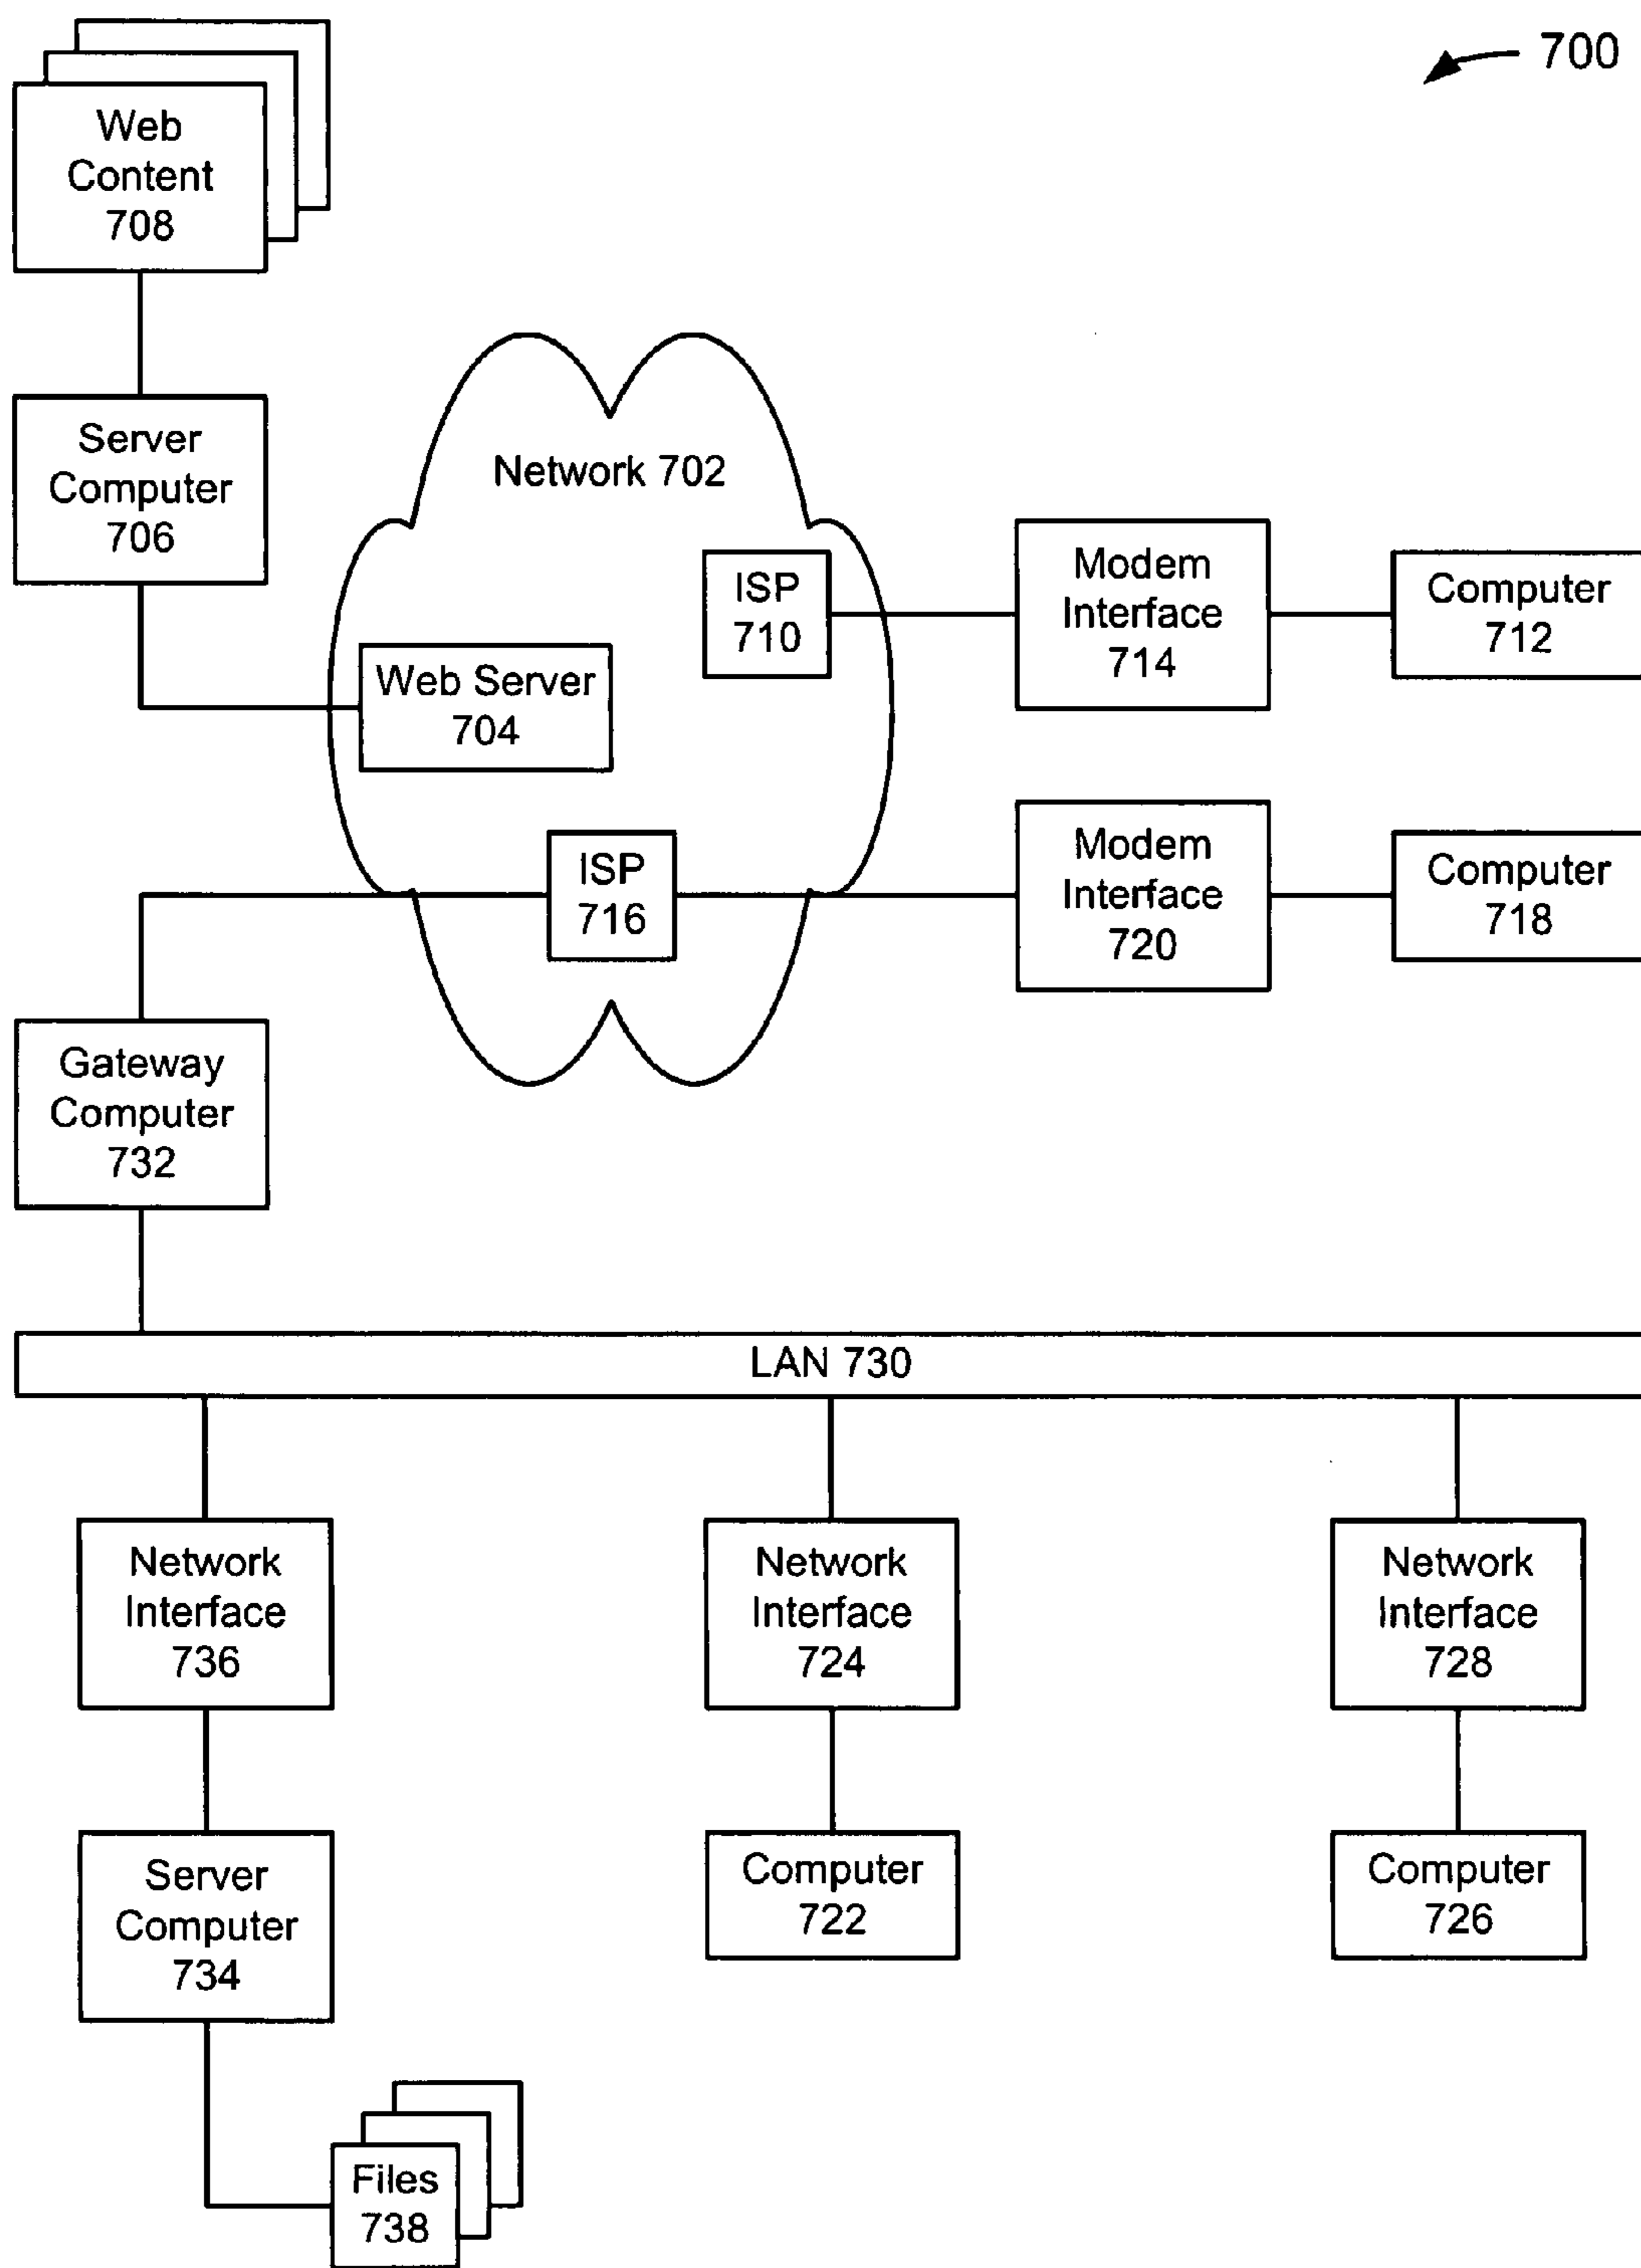 700
Web
Content
708
Server
Computer
706
Network 702
ISP
710
Modem
Interface
714
Computer
712
Web Server
704
ISP
716
Modem
Interface
720
Computer
718
Gateway
Computer
732
LAN 730
Network
Interface
736
Network
Interface
724
Network
Interface
728
Server
Computer
734
Computer
722
Computer
726
Files
738